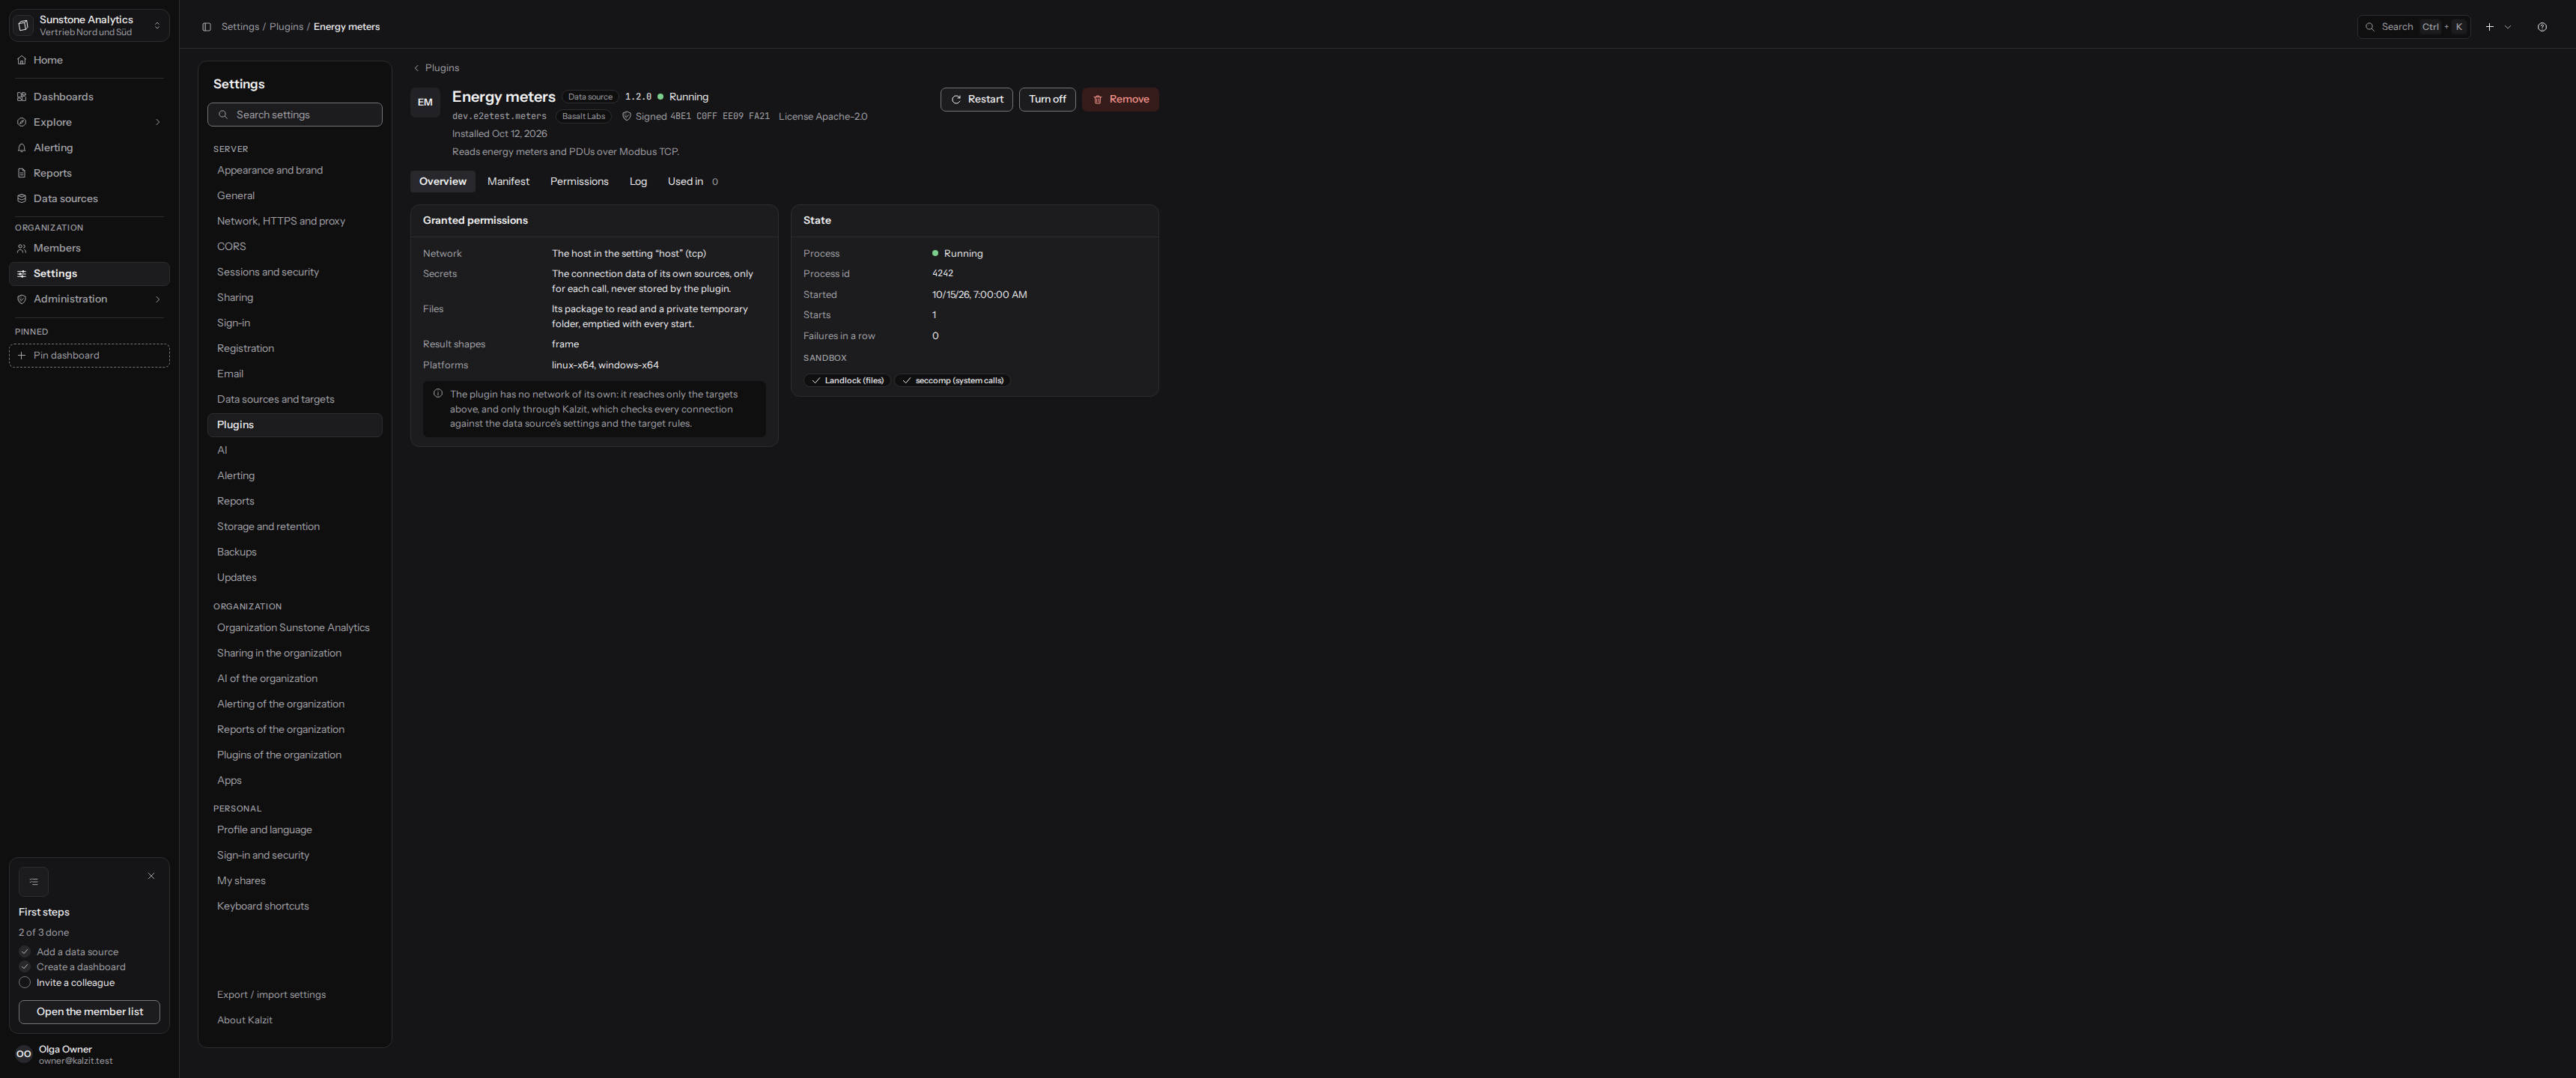 Sunstone Analytics
Vertrieb Nord und Süd
Home
Dashboards
Explore
Alerting
Reports
Data sources
ORGANIZATION
Members
Settings
Administration
PINNED
Pin dashboard
First steps
2 of 3 done
Add a data source
Create a dashboard
Invite a colleague
Open the member list
OO
Olga Owner
owner@kalzit.test
Settings / Plugins / Energy meters
Search Ctrl + K
Settings
Search settings
SERVER
Appearance and brand
General
Network, HTTPS and proxy
CORS
Sessions and security
Sharing
Sign-in
Registration
Email
Data sources and targets
Plugins
AI
Alerting
Reports
Storage and retention
Backups
Updates
ORGANIZATION
Organization Sunstone Analytics
Sharing in the organization
AI of the organization
Alerting of the organization
Reports of the organization
Plugins of the organization
Apps
PERSONAL
Profile and language
Sign-in and security
My shares
Keyboard shortcuts
Export / import settings
About Kalzit
Plugins
EM
Energy meters Data source 1.2.0 Running
dev.e2etest.meters Basalt Labs Signed 4BE1 C0FF EE09 FA21 License Apache-2.0
Installed Oct 12, 2026
Reads energy meters and PDUs over Modbus TCP.
Restart Turn off Remove
Overview Manifest Permissions Log Used in 0
Granted permissions
Network The host in the setting “host” (tcp)
Secrets The connection data of its own sources, only
for each call, never stored by the plugin.
Files Its package to read and a private temporary
folder, emptied with every start.
Result shapes frame
Platforms linux-x64, windows-x64
The plugin has no network of its own: it reaches only the targets
above, and only through Kalzit, which checks every connection
against the data source's settings and the target rules.
State
Process Running
Process id 4242
Started 10/15/26, 7:00:00 AM
Starts 1
Failures in a row 0
SANDBOX
Landlock (files) seccomp (system calls)